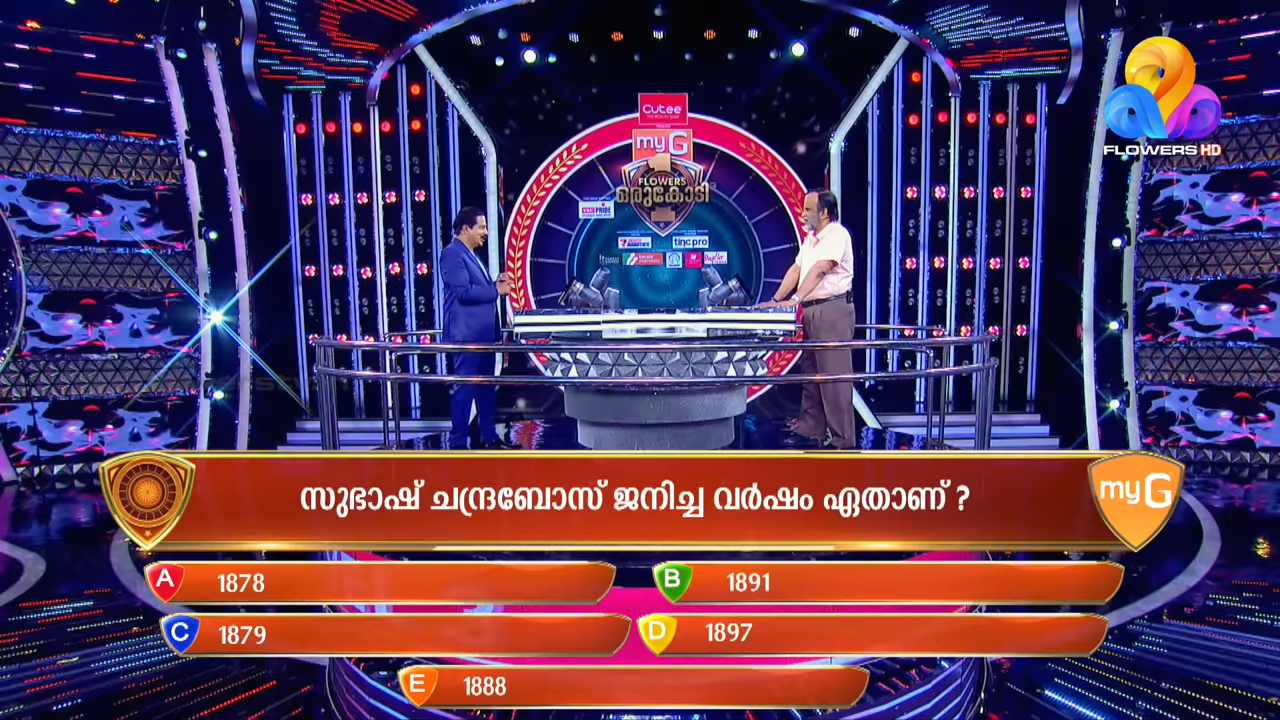 Cutee
myG
FLOWERS
ഒരുകോടി
PRIDE
tinc pro
FLOWERS HD
സുഭാഷ് ചന്ദ്രബോസ് ജനിച്ച വർഷം ഏതാണ് ?
myG
A 1878
B 1891
C 1879
D 1897
E 1888